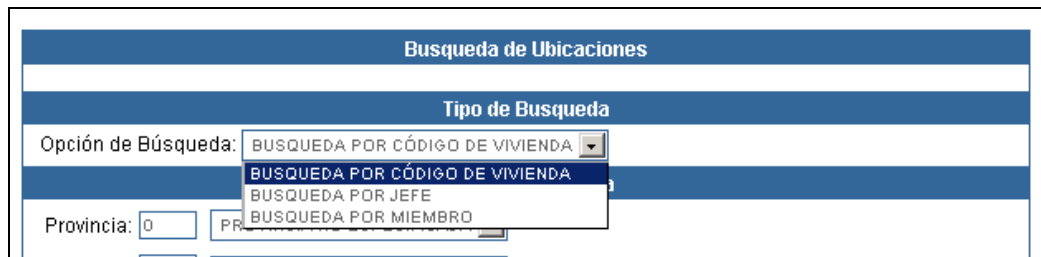 Busqueda de Ubicaciones
Tipo de Busqueda
Opción de Búsqueda: BUSQUEDA POR CÓDIGO DE VIVIENDA
BUSQUEDA POR CÓDIGO DE VIVIENDA
BUSQUEDA POR JEFE
BUSQUEDA POR MIEMBRO
Provincia: 0